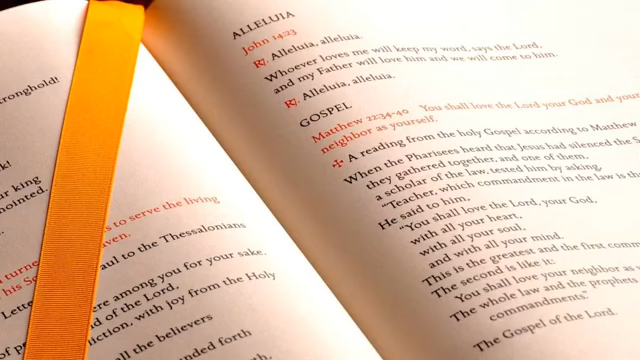 tronghold!
k!
ur king
nointed.
s to serve the living
aven.
aul to the Thessalonians
ere among you for your sake.
d of the Lord,
iction, with joy from the Holy
all the believers
nded forth
ALLELUIA
John 14:23
℟. Alleluia, alleluia.
Whoever loves me will keep my word, says the Lord,
and my Father will love him and we will come to him.
℟. Alleluia, alleluia.
GOSPEL
Matthew 22:34-40 You shall love the Lord your God and your
neighbor as yourself.
✠ A reading from the holy Gospel according to Matthew
When the Pharisees heard that Jesus had silenced the S
they gathered together, and one of them,
a scholar of the law, tested him by asking,
"Teacher, which commandment in the law is the
He said to him,
"You shall love the Lord, your God,
with all your heart,
with all your soul,
and with all your mind.
This is the greatest and the first comm
The second is like it:
You shall love your neighbor as
The whole law and the prophets
commandments."
The Gospel of the Lord.